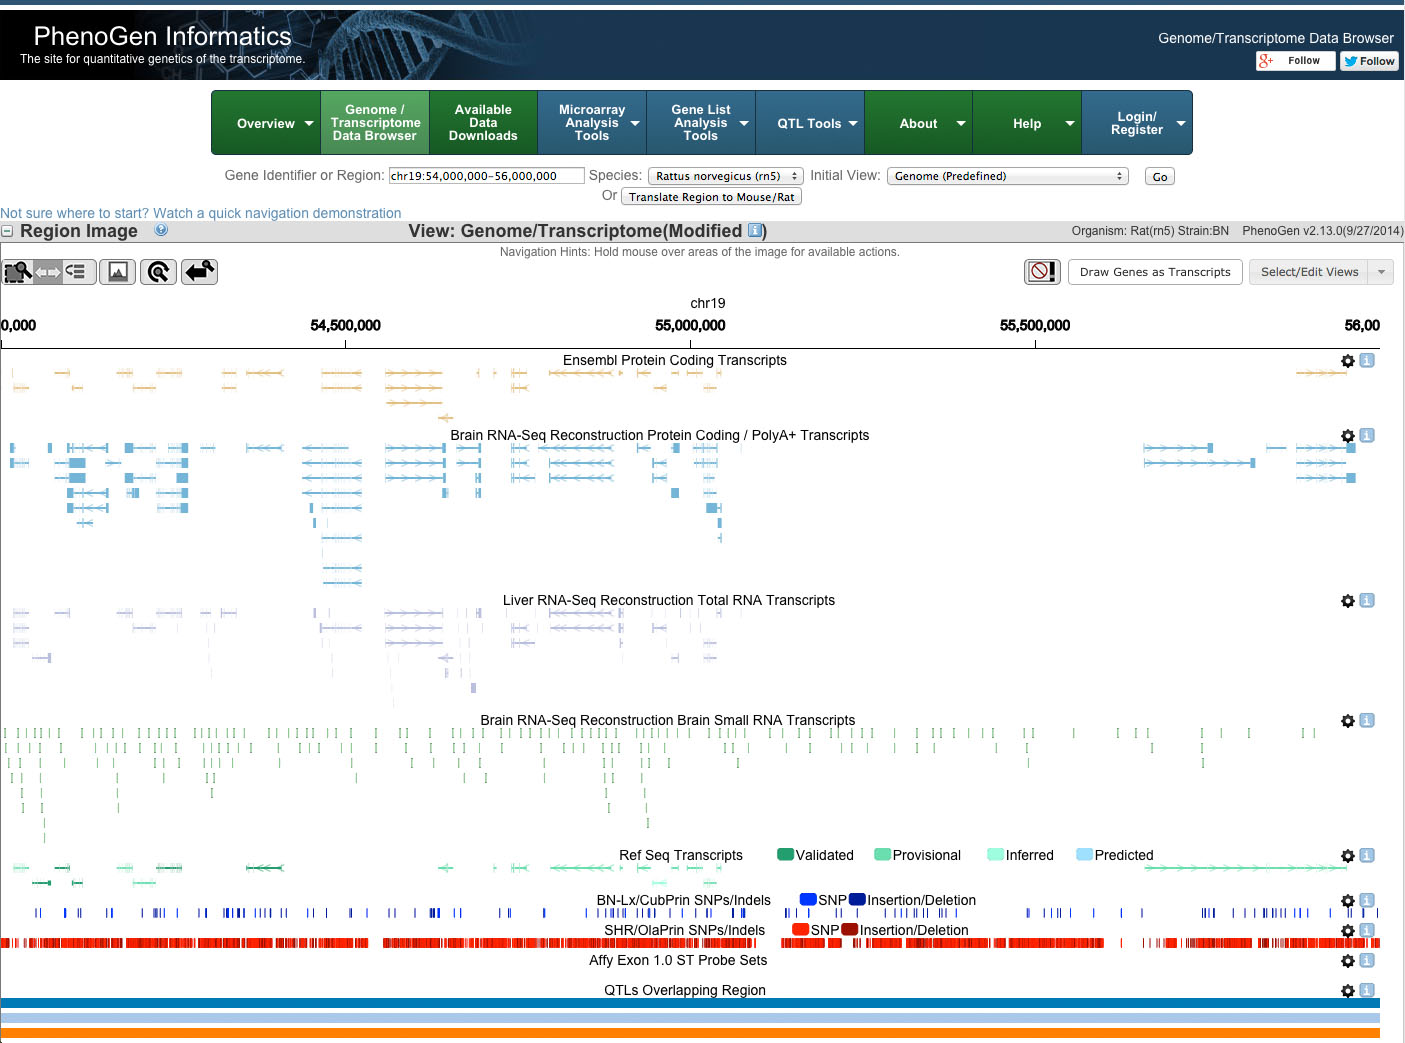 PhenoGen Informatics
The site for quantitative genetics of the transcriptome.
Genome/Transcriptome Data Browser
g+ Follow Follow
Overview
Genome / Transcriptome Data Browser
Available Data Downloads
Microarray Analysis Tools
Gene List Analysis Tools
QTL Tools
About
Help
Login/ Register
Gene Identifier or Region: chr19:54,000,000-56,000,000 Species: Rattus norvegicus (rn5) Initial View: Genome (Predefined) Go
Or Translate Region to Mouse/Rat
Not sure where to start? Watch a quick navigation demonstration
Region Image ? View: Genome/Transcriptome(Modified i) Organism: Rat(rn5) Strain:BN PhenoGen v2.13.0(9/27/2014)
Navigation Hints: Hold mouse over areas of the image for available actions.
Draw Genes as Transcripts Select/Edit Views
chr19
0,000 54,500,000 55,000,000 55,500,000 56,00
Ensembl Protein Coding Transcripts i
Brain RNA-Seq Reconstruction Protein Coding / PolyA+ Transcripts i
Liver RNA-Seq Reconstruction Total RNA Transcripts i
Brain RNA-Seq Reconstruction Brain Small RNA Transcripts i
Ref Seq Transcripts Validated Provisional Inferred Predicted i
BN-Lx/CubPrin SNPs/Indels SNP Insertion/Deletion i
SHR/OlaPrin SNPs/Indels SNP Insertion/Deletion i
Affy Exon 1.0 ST Probe Sets i
QTLs Overlapping Region i